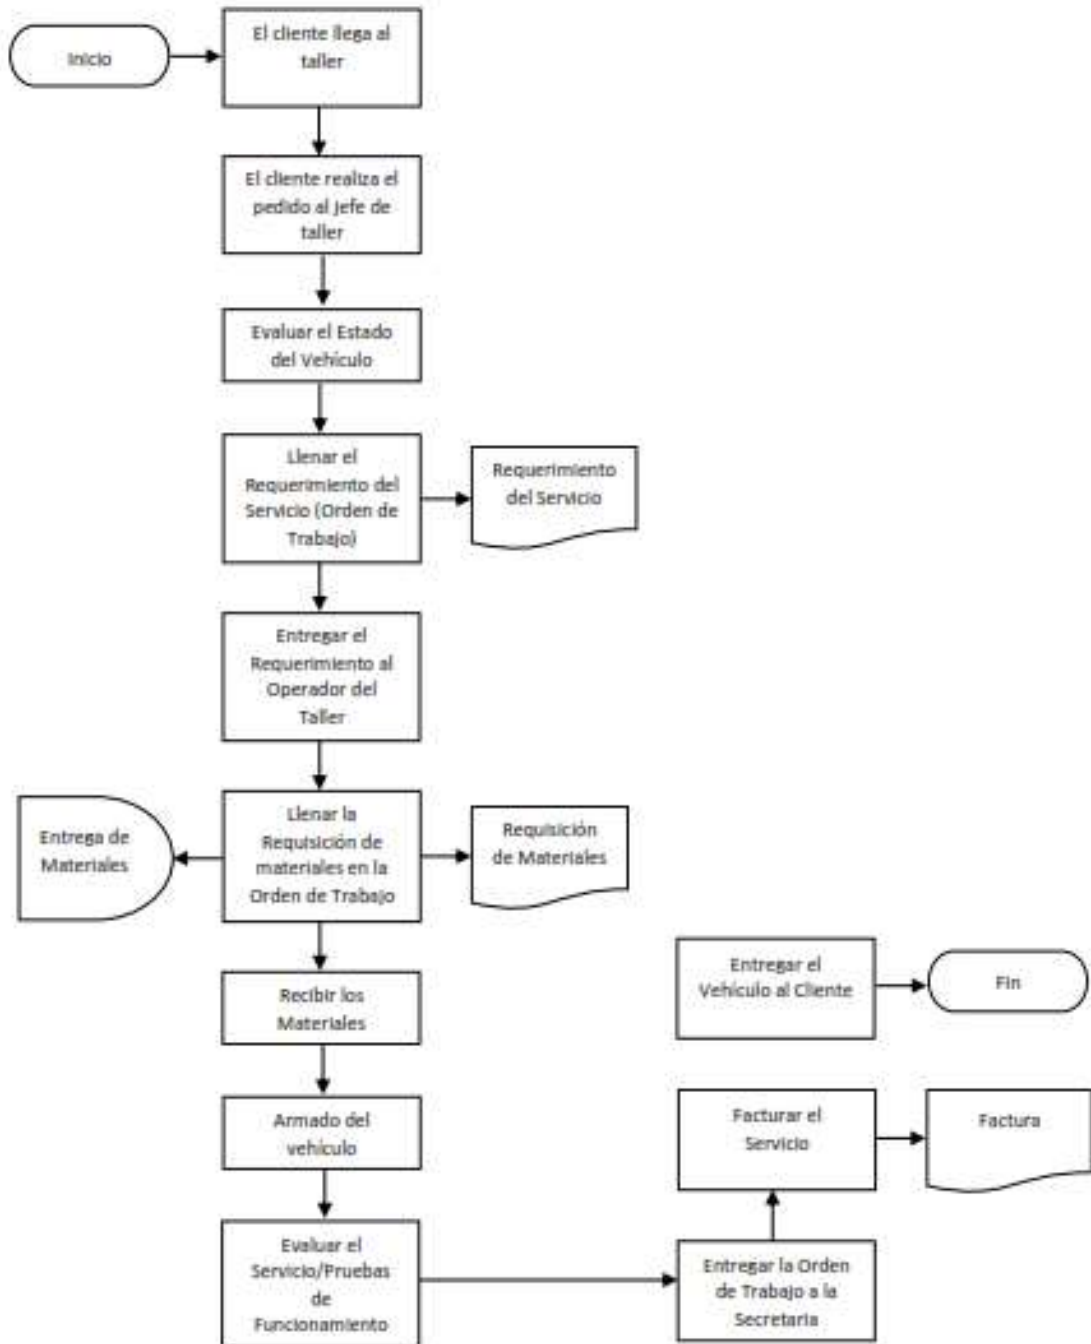 Inicio
El cliente llega al
taller
El cliente realiza el
pedido al Jefe de
taller
Evaluar el Estado
del Vehículo
Llenar el
Requerimiento del
Servicio (Orden de
Trabajo)
Requerimiento
del Servicio
Entregar el
Requerimiento al
Operador del
Taller
Entrega de
Materiales
Llenar la
Requisición de
materiales en la
Orden de Trabajo
Requisición
de Materiales
Recibir los
Materiales
Armado del
vehículo
Evaluar el
Servicio/Pruebas
de
Funcionamiento
Entregar la Orden
de Trabajo a la
Secretaria
Facturar el
Servicio
Factura
Entregar el
Vehículo al Cliente
Fin